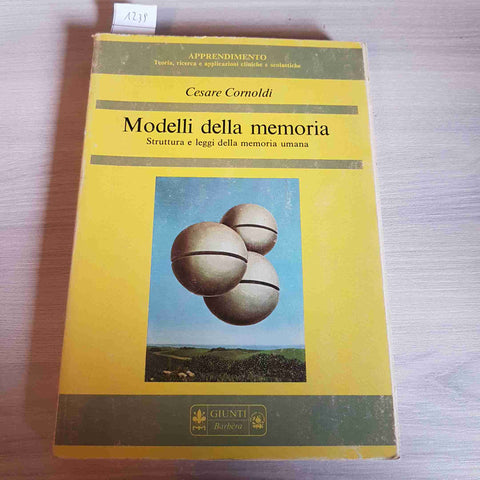 1239
APPRENDIMENTO
Teoria, ricerca e applicazioni cliniche e scolastiche
Cesare Cornoldi
Modelli della memoria
Struttura e leggi della memoria umana
GIUNTI
Barbèra